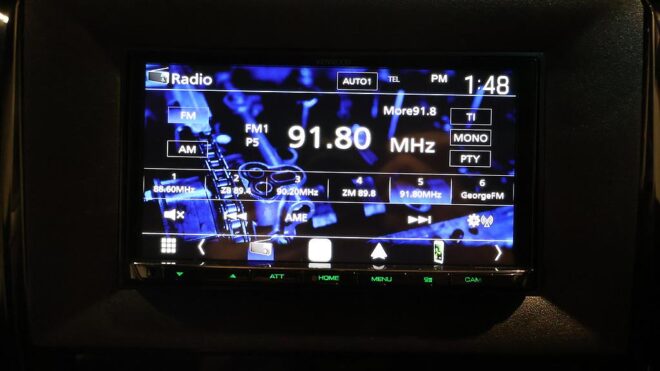 KENWOOD
Radio AUTO1 TEL PM 1:48
FM More91.8 TI
FM1 91.80 MHz MONO
P5
AM PTY
1 2 3 4 5 6
88.60MHz ZB 89.4 90.20MHz ZM 89.8 91.80MHz GeorgeFM
AME
ATT HOME MENU CAM